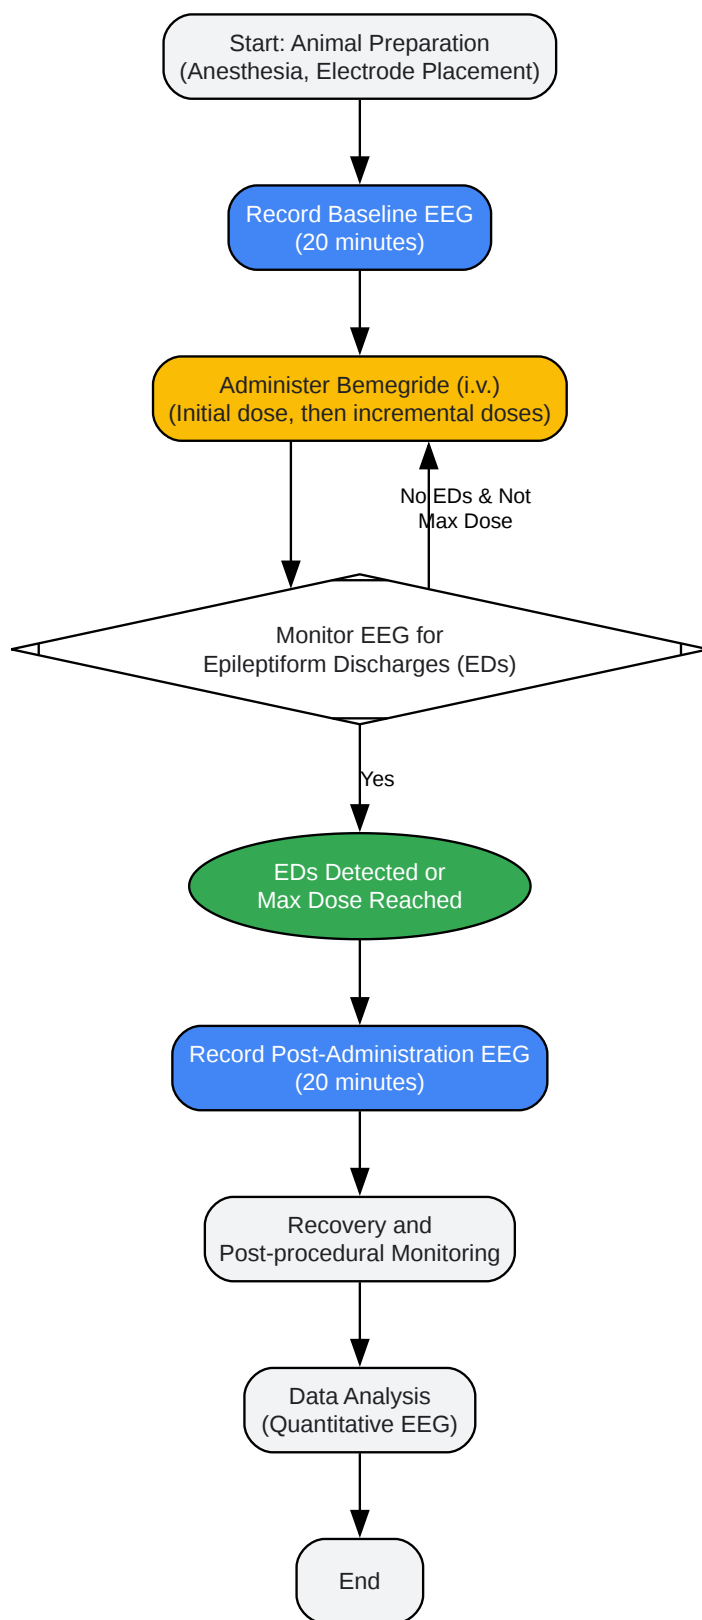 Start: Animal Preparation
(Anesthesia, Electrode Placement)
Record Baseline EEG
(20 minutes)
Administer Bemegride (i.v.)
(Initial dose, then incremental doses)
No EDs & Not
Max Dose
Monitor EEG for
Epileptiform Discharges (EDs)
Yes
EDs Detected or
Max Dose Reached
Record Post-Administration EEG
(20 minutes)
Recovery and
Post-procedural Monitoring
Data Analysis
(Quantitative EEG)
End